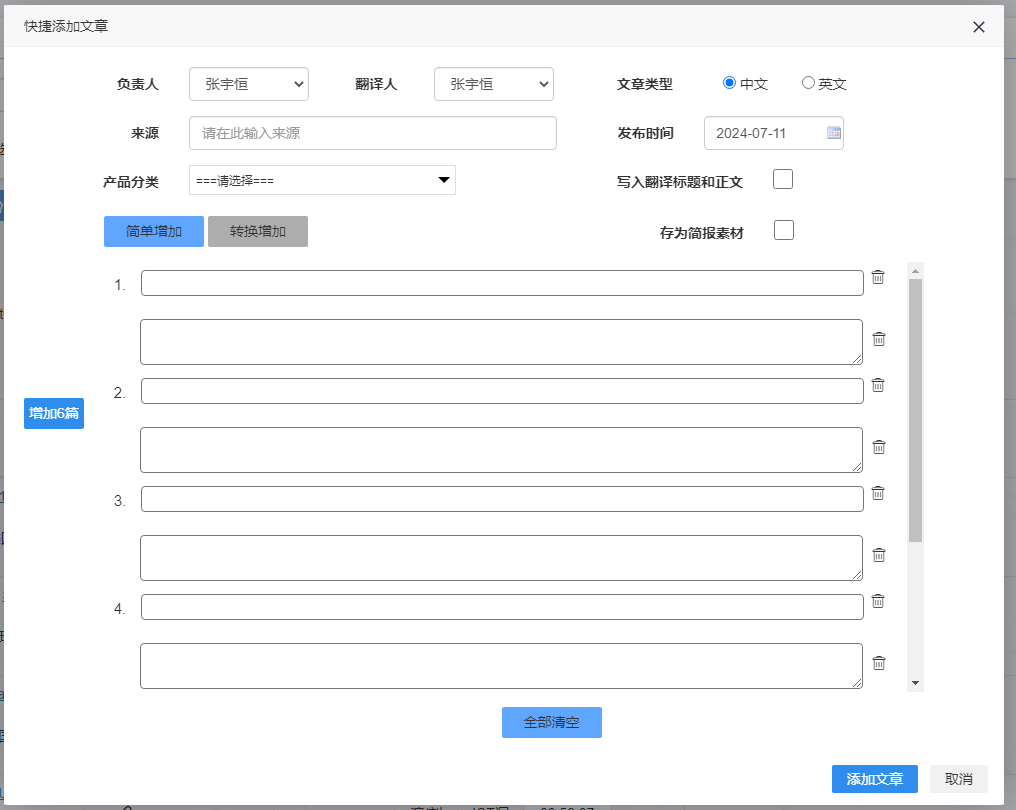 快捷添加文章
负责人 张宇恒 翻译人 张宇恒 文章类型 中文 英文
来源 请在此输入来源 发布时间 2024-07-11
产品分类 ===请选择=== 写入翻译标题和正文
简单增加 转换增加 存为简报素材
1.
2.
增加6篇
3.
4.
全部清空
添加文章 取消